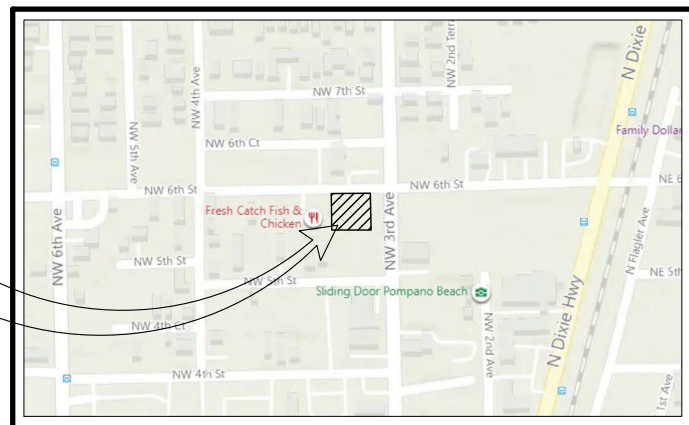 NW 2nd Terr
N Dixie
NW 4th Ave
NW 7th St
NW 5th Ave
NW 6th Ct
Family Dollar
NW 6th St
NW 6th St
NE 6
Fresh Catch Fish &
Chicken
NW 6th Ave
NW 3rd Ave
N Flagler Ave
NW 5th St
NW 5th St
NE 5th
Sliding Door Pompano Beach
NW 4th Ct
NW 2nd Ave
N Dixie Hwy
NW 4th St
1st Ave